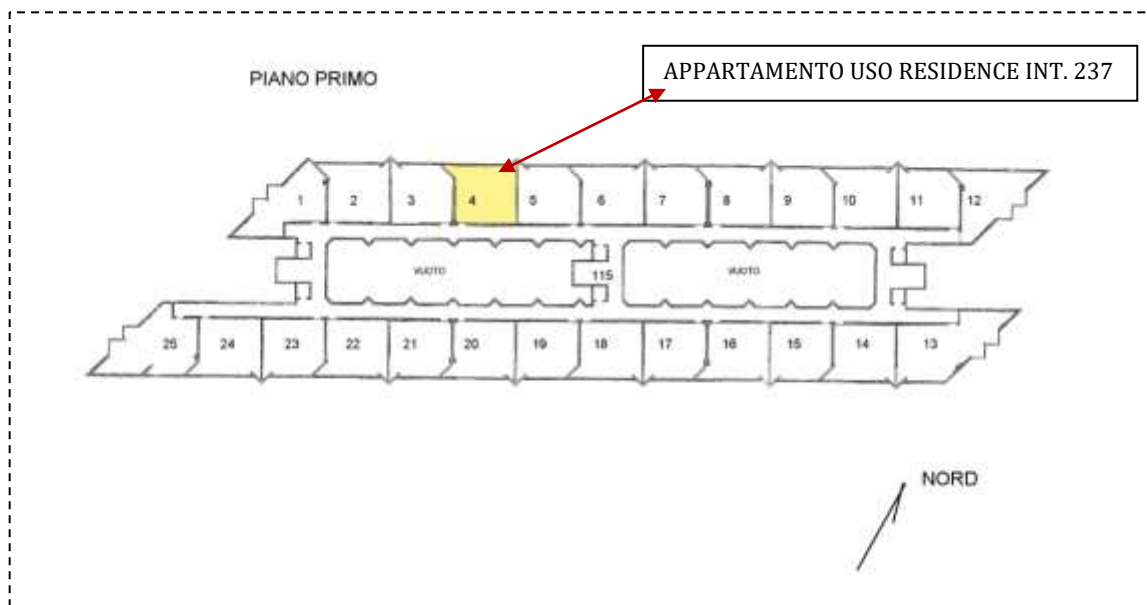 APPARTAMENTO USO RESIDENCE INT. 237
PIANO PRIMO
1 2 3 4 5 6 7 8 9 10 11 12
VUOTO 115 VUOTO
25 24 23 22 21 20 19 18 17 16 15 14 13
NORD